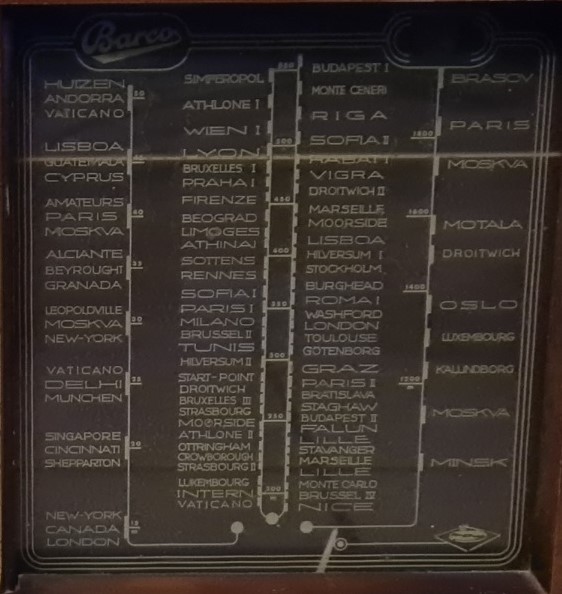 Barco
HUIZEN
ANDORRA
VATICANO
LISBOA
GUATEMALA
CYPRUS
AMATEURS
PARIS
MOSKVA
ALCIANTE
BEYROUGHT
GRANADA
LEOPOLDVILLE
MOSKVA
NEW-YORK
VATICANO
DELHI
MUNCHEN
SINGAPORE
CINCINNATI
SHEPPARTON
NEW-YORK
CANADA
LONDON
50
40
30
25
20
15
m
SIMFEROPOL
ATHLONE I
WIEN I
LYON
BRUXELLES I
PRAHA I
FIRENZE
BEOGRAD
LIMOGES
ATHINAI
SOTTENS
RENNES
SOFIA I
PARIS I
MILANO
BRUSSEL II
TUNIS
HILVERSUM II
START-POINT
DROITWICH
BRUXELLES III
STRASBOURG
MOORSIDE
ATHLONE II
OTTRINGHAM
CROWBOROUGH
STRASBOURG II
LUXEMBOURG
INTERN.
VATICANO
550
500
450
400
350
300
250
200
m
BUDAPEST I
MONTE CENERI
RIGA
SOFIA II
RABAT I
VIGRA
DROITWICH II
MARSEILLE
MOORSIDE
LISBOA
HILVERSUM I
STOCKHOLM
BURGHEAD
ROMA I
WASHFORD
LONDON
TOULOUSE
GOTENBORG
GRAZ
PARIS II
BRATISLAVA
STAGHAW
BUDAPEST II
FALUN
LILLE
STAVANGER
MARSEILLE
LILLE
MONTE CARLO
BRUSSEL IV
NICE
1800
1600
1400
1200
m
BRASOV
PARIS
MOSKVA
MOTALA
DROITWICH
OSLO
LUXEMBOURG
KALUNDBORG
MOSKVA
MINSK